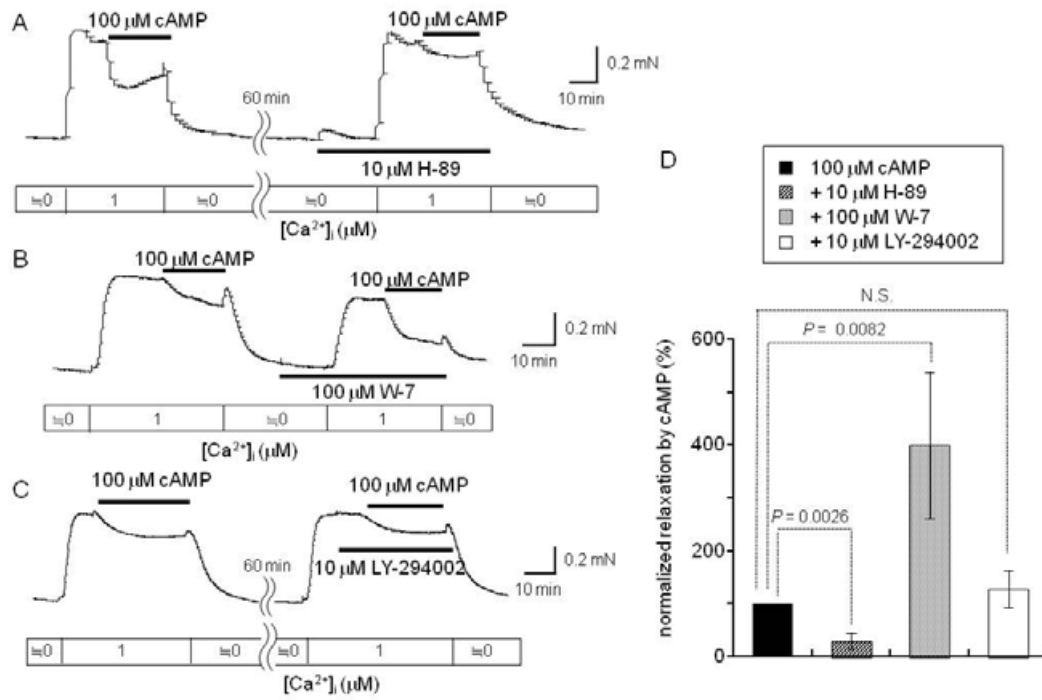 A
100 μM cAMP
100 μM cAMP
0.2 mN
10 min
60 min
10 μM H-89
≒0 1 ≒0 ≒0 1 ≒0
[Ca²⁺]ᵢ (μM)
B
100 μM cAMP
100 μM cAMP
0.2 mN
10 min
100 μM W-7
≒0 1 ≒0 1 ≒0
[Ca²⁺]ᵢ (μM)
C
100 μM cAMP
100 μM cAMP
0.2 mN
10 min
60 min
10 μM LY-294002
≒0 1 ≒0 ≒0 1 ≒0
[Ca²⁺]ᵢ (μM)
D
100 μM cAMP
+ 10 μM H-89
+ 100 μM W-7
+ 10 μM LY-294002
N.S.
P = 0.0082
P = 0.0026
normalized relaxation by cAMP (%)
600
400
200
0